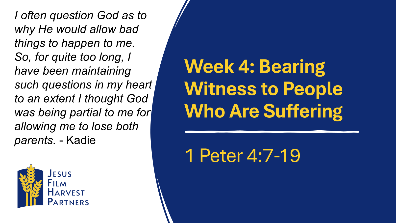 I often question God as to
why He would allow bad
things to happen to me.
So, for quite too long, I
have been maintaining
such questions in my heart
to an extent I thought God
was being partial to me for
allowing me to lose both
parents. - Kadie
JESUS
FILM
HARVEST
PARTNERS
Week 4: Bearing
Witness to People
Who Are Suffering
1 Peter 4:7-19